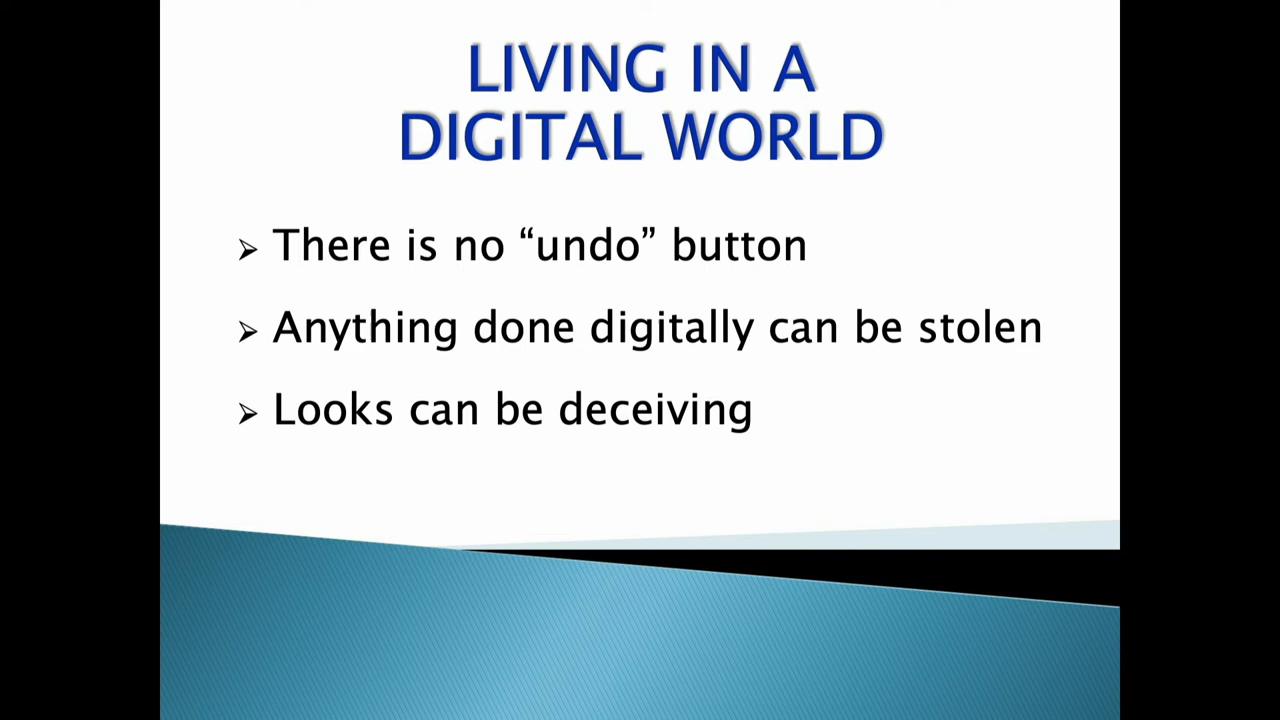 LIVING IN A
DIGITAL WORLD
➢ There is no “undo” button
➢ Anything done digitally can be stolen
➢ Looks can be deceiving